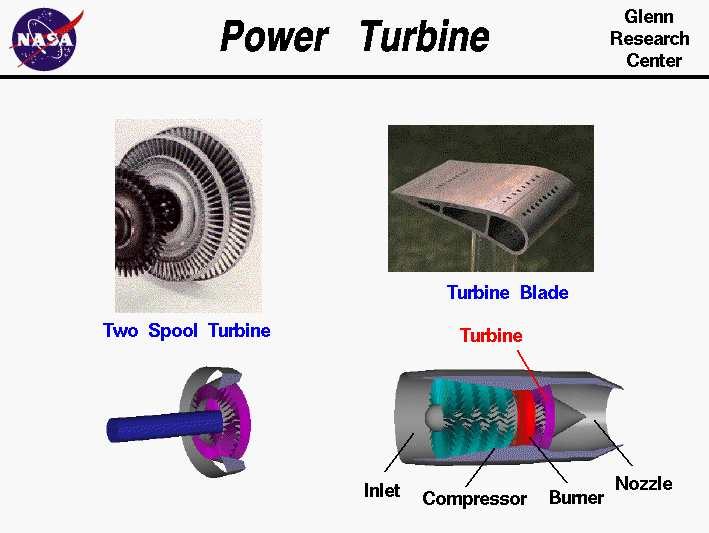 NASA
Power Turbine
Glenn
Research
Center
Turbine Blade
Two Spool Turbine
Turbine
Inlet
Compressor
Burner
Nozzle